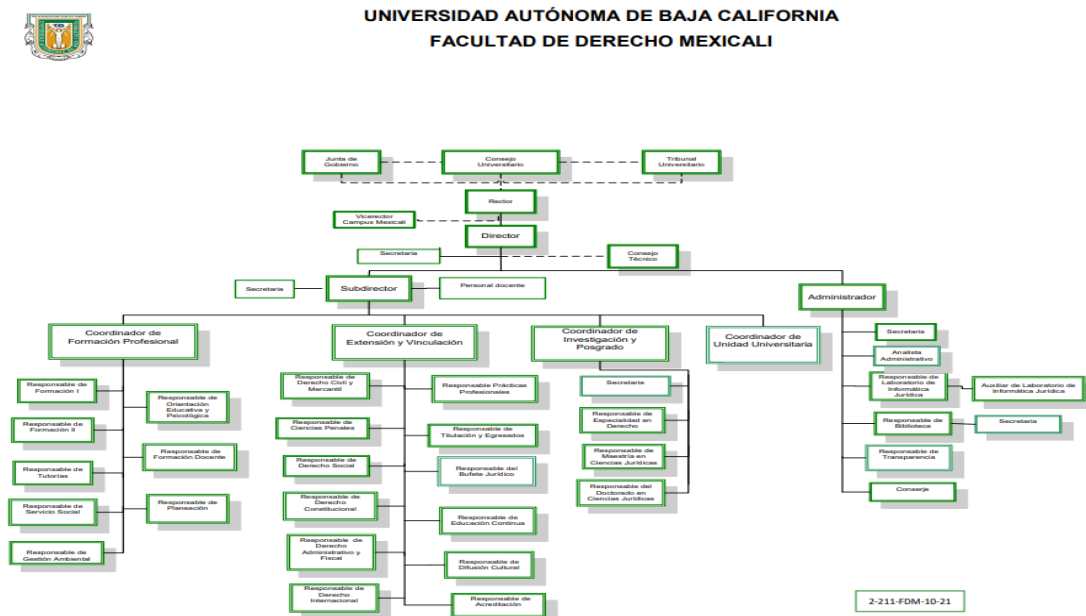 UNIVERSIDAD AUTÓNOMA DE BAJA CALIFORNIA
FACULTAD DE DERECHO MEXICALI
Junta de
Gobierno
Consejo
Universitario
Tribunal
Universitario
Rector
Vicerector
Campus Mexicali
Director
Secretaria
Consejo
Técnico
Secretaria
Subdirector
Personal docente
Administrador
Coordinador de
Formación Profesional
Coordinador de
Extensión y Vinculación
Coordinador de
Investigación y
Posgrado
Coordinador de
Unidad Universitaria
Responsable de
Formación I
Responsable de
Orientación
Educativa y
Psicológica
Responsable de
Formación II
Responsable de
Formación Docente
Responsable de
Tutorías
Responsable de
Servicio Social
Responsable de
Planeación
Responsable de
Gestión Ambiental
Responsable de
Derecho Civil y
Mercantil
Responsable Prácticas
Profesionales
Responsable de
Ciencias Penales
Responsable de
Titulación y Egresados
Responsable de
Derecho Social
Responsable del
Bufete Jurídico
Responsable de
Derecho
Constitucional
Responsable de
Educación Continua
Responsable de
Derecho
Administrativo y
Fiscal
Responsable de
Difusión Cultural
Responsable de
Derecho
Internacional
Responsable de
Acreditación
Secretaria
Responsable de
Especialidad en
Derecho
Responsable de
Maestría en
Ciencias Jurídicas
Responsable del
Doctorado en
Ciencias Jurídicas
Secretaria
Analista
Administrativo
Responsable de
Laboratorio de
Informática
Jurídica
Auxiliar de Laboratorio de
Informática Jurídica
Responsable de
Biblioteca
Secretaria
Responsable de
Transparencia
Conserje
2-211-FDM-10-21